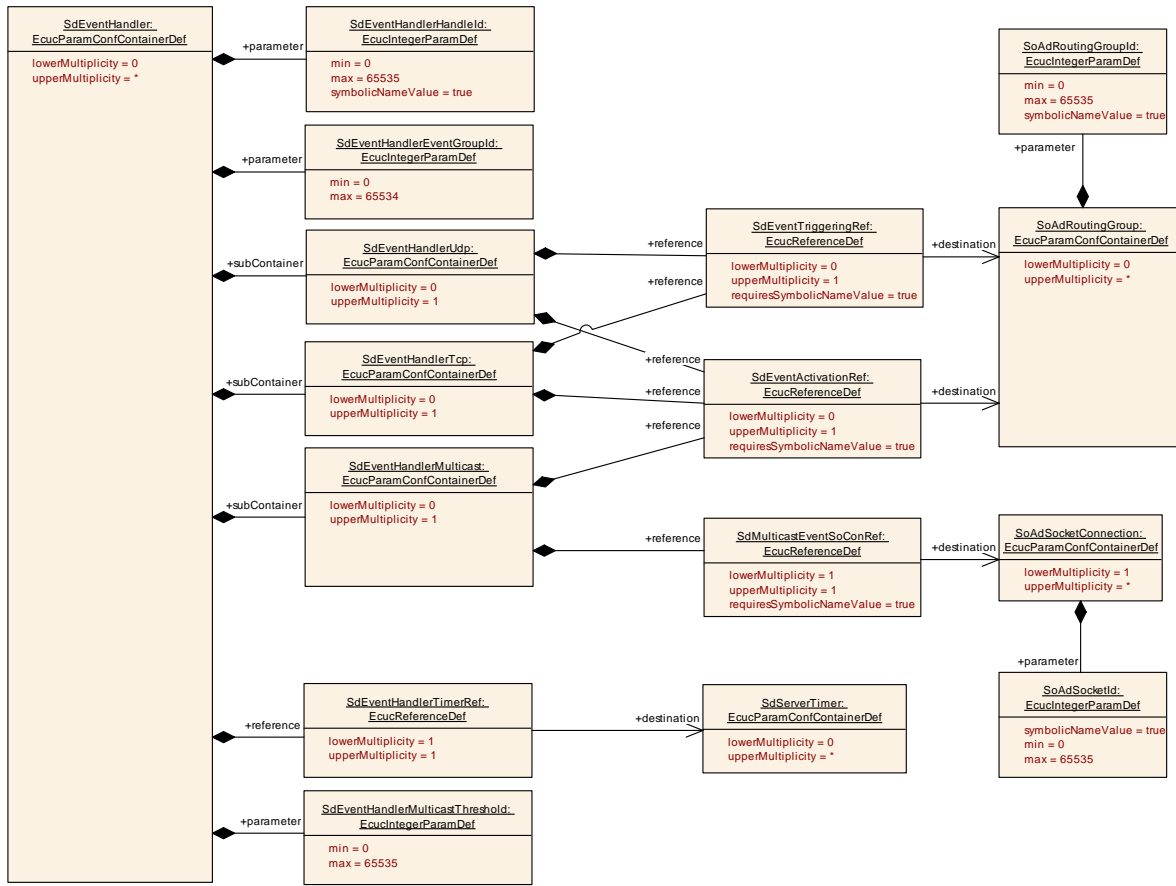 SdEventHandler:
EcucParamConfContainerDef
lowerMultiplicity = 0
upperMultiplicity = *
+parameter
SdEventHandlerHandleId:
EcucIntegerParamDef
min = 0
max = 65535
symbolicNameValue = true
+parameter
SdEventHandlerEventGroupId:
EcucIntegerParamDef
min = 0
max = 65534
+subContainer
SdEventHandlerUdp:
EcucParamConfContainerDef
lowerMultiplicity = 0
upperMultiplicity = 1
+subContainer
SdEventHandlerTcp:
EcucParamConfContainerDef
lowerMultiplicity = 0
upperMultiplicity = 1
+subContainer
SdEventHandlerMulticast:
EcucParamConfContainerDef
lowerMultiplicity = 0
upperMultiplicity = 1
+reference
SdEventHandlerTimerRef:
EcucReferenceDef
lowerMultiplicity = 1
upperMultiplicity = 1
+parameter
SdEventHandlerMulticastThreshold:
EcucIntegerParamDef
min = 0
max = 65535
+reference
+reference
SdEventTriggeringRef:
EcucReferenceDef
lowerMultiplicity = 0
upperMultiplicity = 1
requiresSymbolicNameValue = true
+reference
+reference
+reference
SdEventActivationRef:
EcucReferenceDef
lowerMultiplicity = 0
upperMultiplicity = 1
requiresSymbolicNameValue = true
+reference
SdMulticastEventSoConRef:
EcucReferenceDef
lowerMultiplicity = 1
upperMultiplicity = 1
requiresSymbolicNameValue = true
+destination
SdServerTimer:
EcucParamConfContainerDef
lowerMultiplicity = 0
upperMultiplicity = *
SoAdRoutingGroupId:
EcucIntegerParamDef
min = 0
max = 65535
symbolicNameValue = true
+parameter
+destination
SoAdRoutingGroup:
EcucParamConfContainerDef
lowerMultiplicity = 0
upperMultiplicity = *
+destination
+destination
SoAdSocketConnection:
EcucParamConfContainerDef
lowerMultiplicity = 1
upperMultiplicity = *
+parameter
SoAdSocketId:
EcucIntegerParamDef
symbolicNameValue = true
min = 0
max = 65535